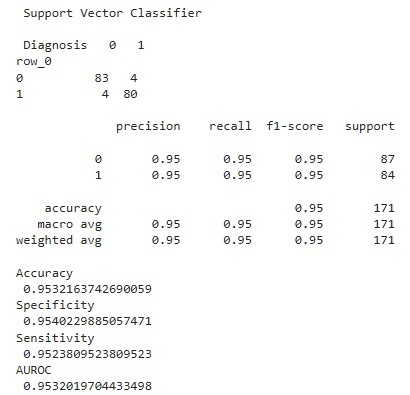 Support Vector Classifier
Diagnosis 0 1
row_0
0 83 4
1 4 80
precision recall f1-score support
0 0.95 0.95 0.95 87
1 0.95 0.95 0.95 84
accuracy 0.95 171
macro avg 0.95 0.95 0.95 171
weighted avg 0.95 0.95 0.95 171
Accuracy
0.9532163742690059
Specificity
0.9540229885057471
Sensitivity
0.9523809523809523
AUROC
0.9532019704433498